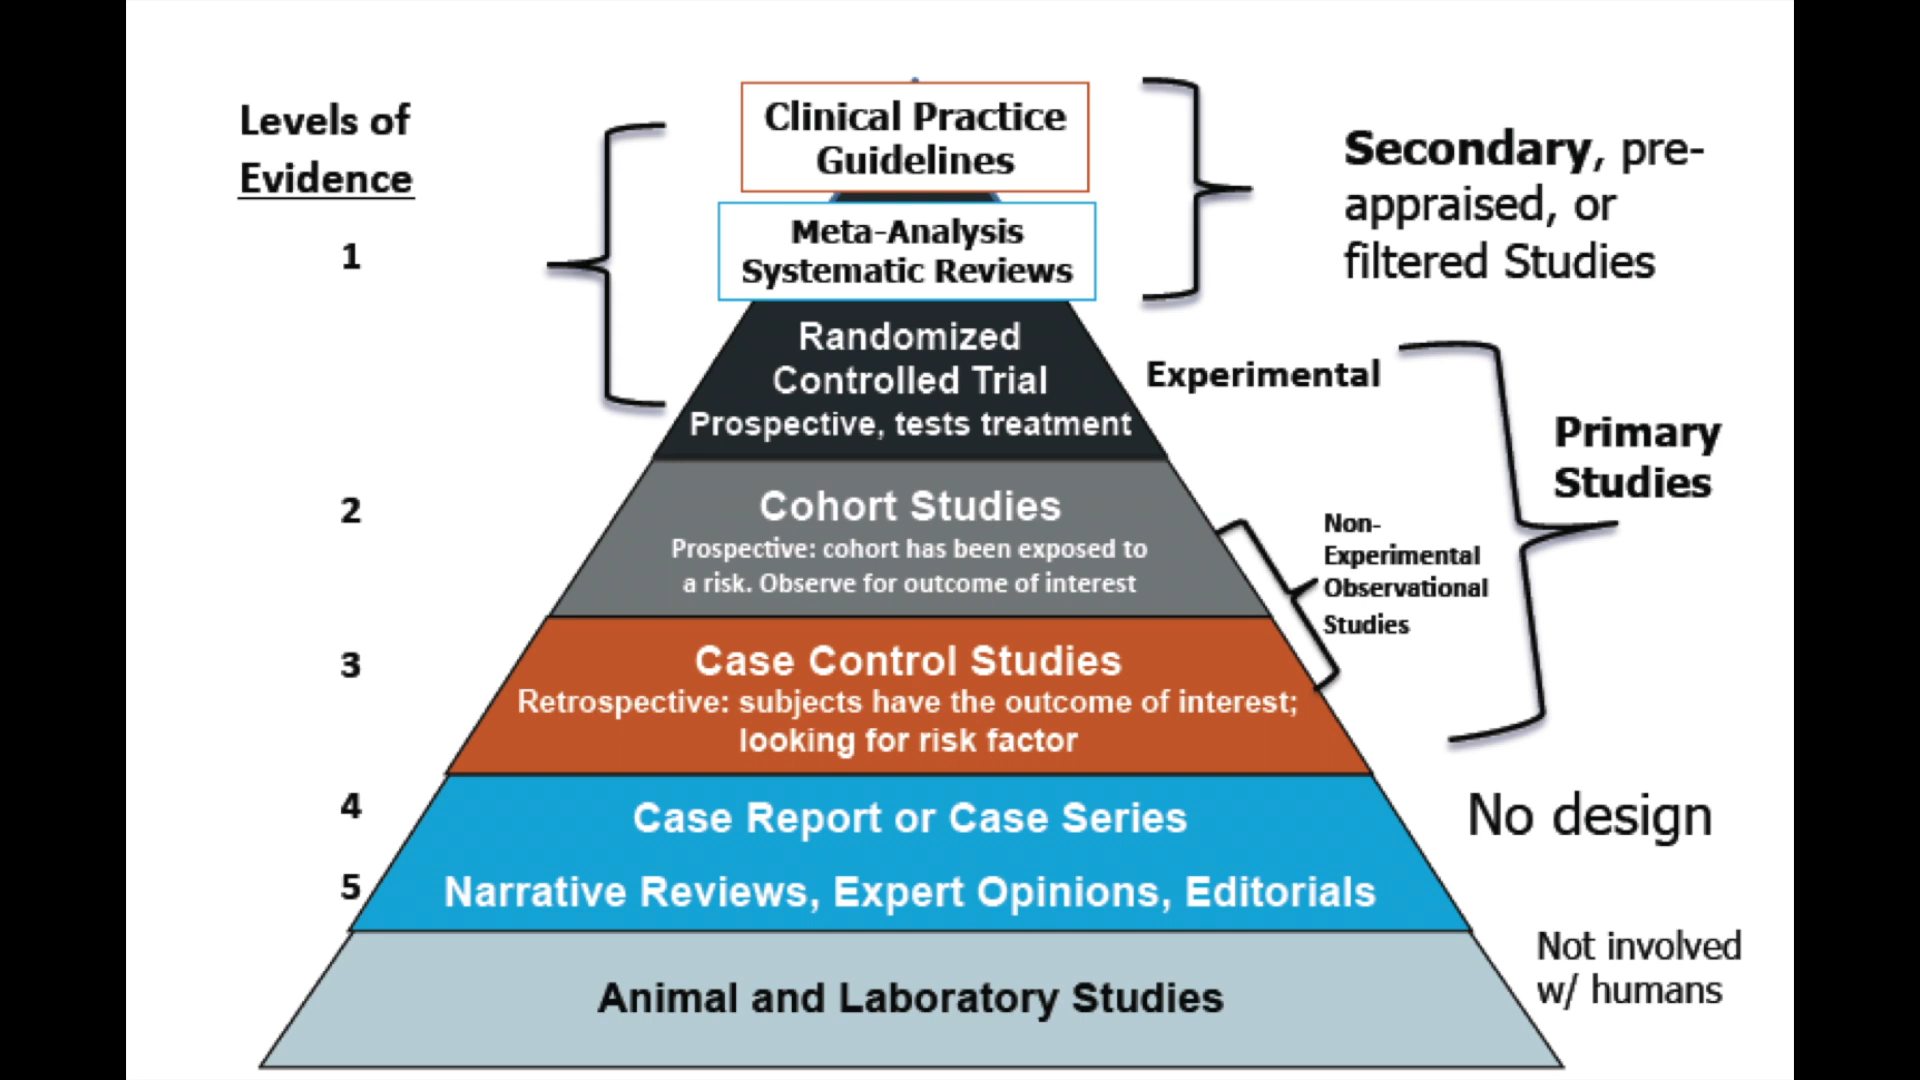 Levels of
Evidence
1
2
3
4
5
Clinical Practice
Guidelines
Meta-Analysis
Systematic Reviews
Randomized
Controlled Trial
Prospective, tests treatment
Cohort Studies
Prospective: cohort has been exposed to
a risk. Observe for outcome of interest
Case Control Studies
Retrospective: subjects have the outcome of interest;
looking for risk factor
Case Report or Case Series
Narrative Reviews, Expert Opinions, Editorials
Animal and Laboratory Studies
Secondary, pre-
appraised, or
filtered Studies
Experimental
Primary
Studies
Non-
Experimental
Observational
Studies
No design
Not involved
w/ humans